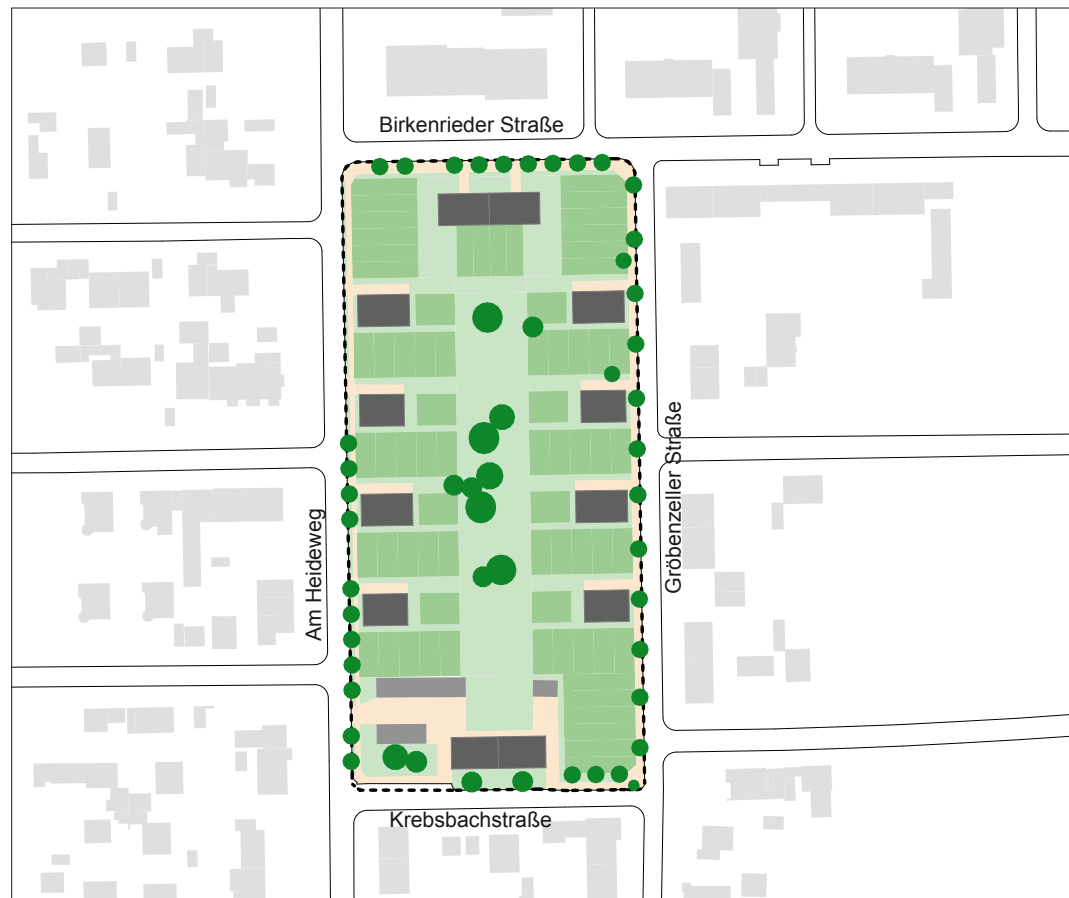 Birkenrieder Straße
Gröbenzeller Straße
Am Heideweg
Krebsbachstraße